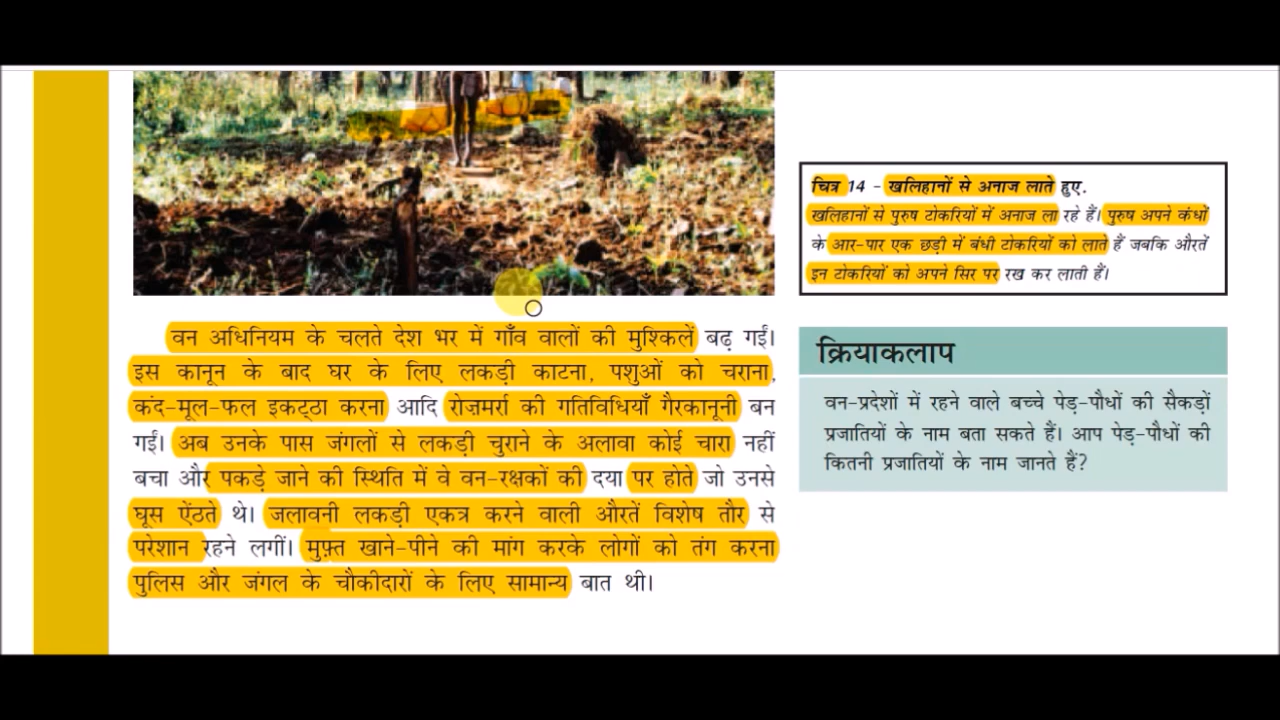 चित्र 14 – खलिहानों से अनाज लाते हुए.
खलिहानों से पुरुष टोकरियों में अनाज ला रहे हैं। पुरुष अपने कंधों
के आर-पार एक छड़ी में बंधी टोकरियों को लाते हैं जबकि औरतें
इन टोकरियों को अपने सिर पर रख कर लाती हैं।
वन अधिनियम के चलते देश भर में गाँव वालों की मुश्किलें बढ़ गईं।
इस कानून के बाद घर के लिए लकड़ी काटना, पशुओं को चराना,
कंद-मूल-फल इकट्ठा करना आदि रोज़मर्रा की गतिविधियाँ गैरकानूनी बन
गईं। अब उनके पास जंगलों से लकड़ी चुराने के अलावा कोई चारा नहीं
बचा और पकड़े जाने की स्थिति में वे वन-रक्षकों की दया पर होते जो उनसे
घूस ऐंठते थे। जलावनी लकड़ी एकत्र करने वाली औरतें विशेष तौर से
परेशान रहने लगीं। मुफ़्त खाने-पीने की मांग करके लोगों को तंग करना
पुलिस और जंगल के चौकीदारों के लिए सामान्य बात थी।
क्रियाकलाप
वन-प्रदेशों में रहने वाले बच्चे पेड़-पौधों की सैकड़ों
प्रजातियों के नाम बता सकते हैं। आप पेड़-पौधों की
कितनी प्रजातियों के नाम जानते हैं?